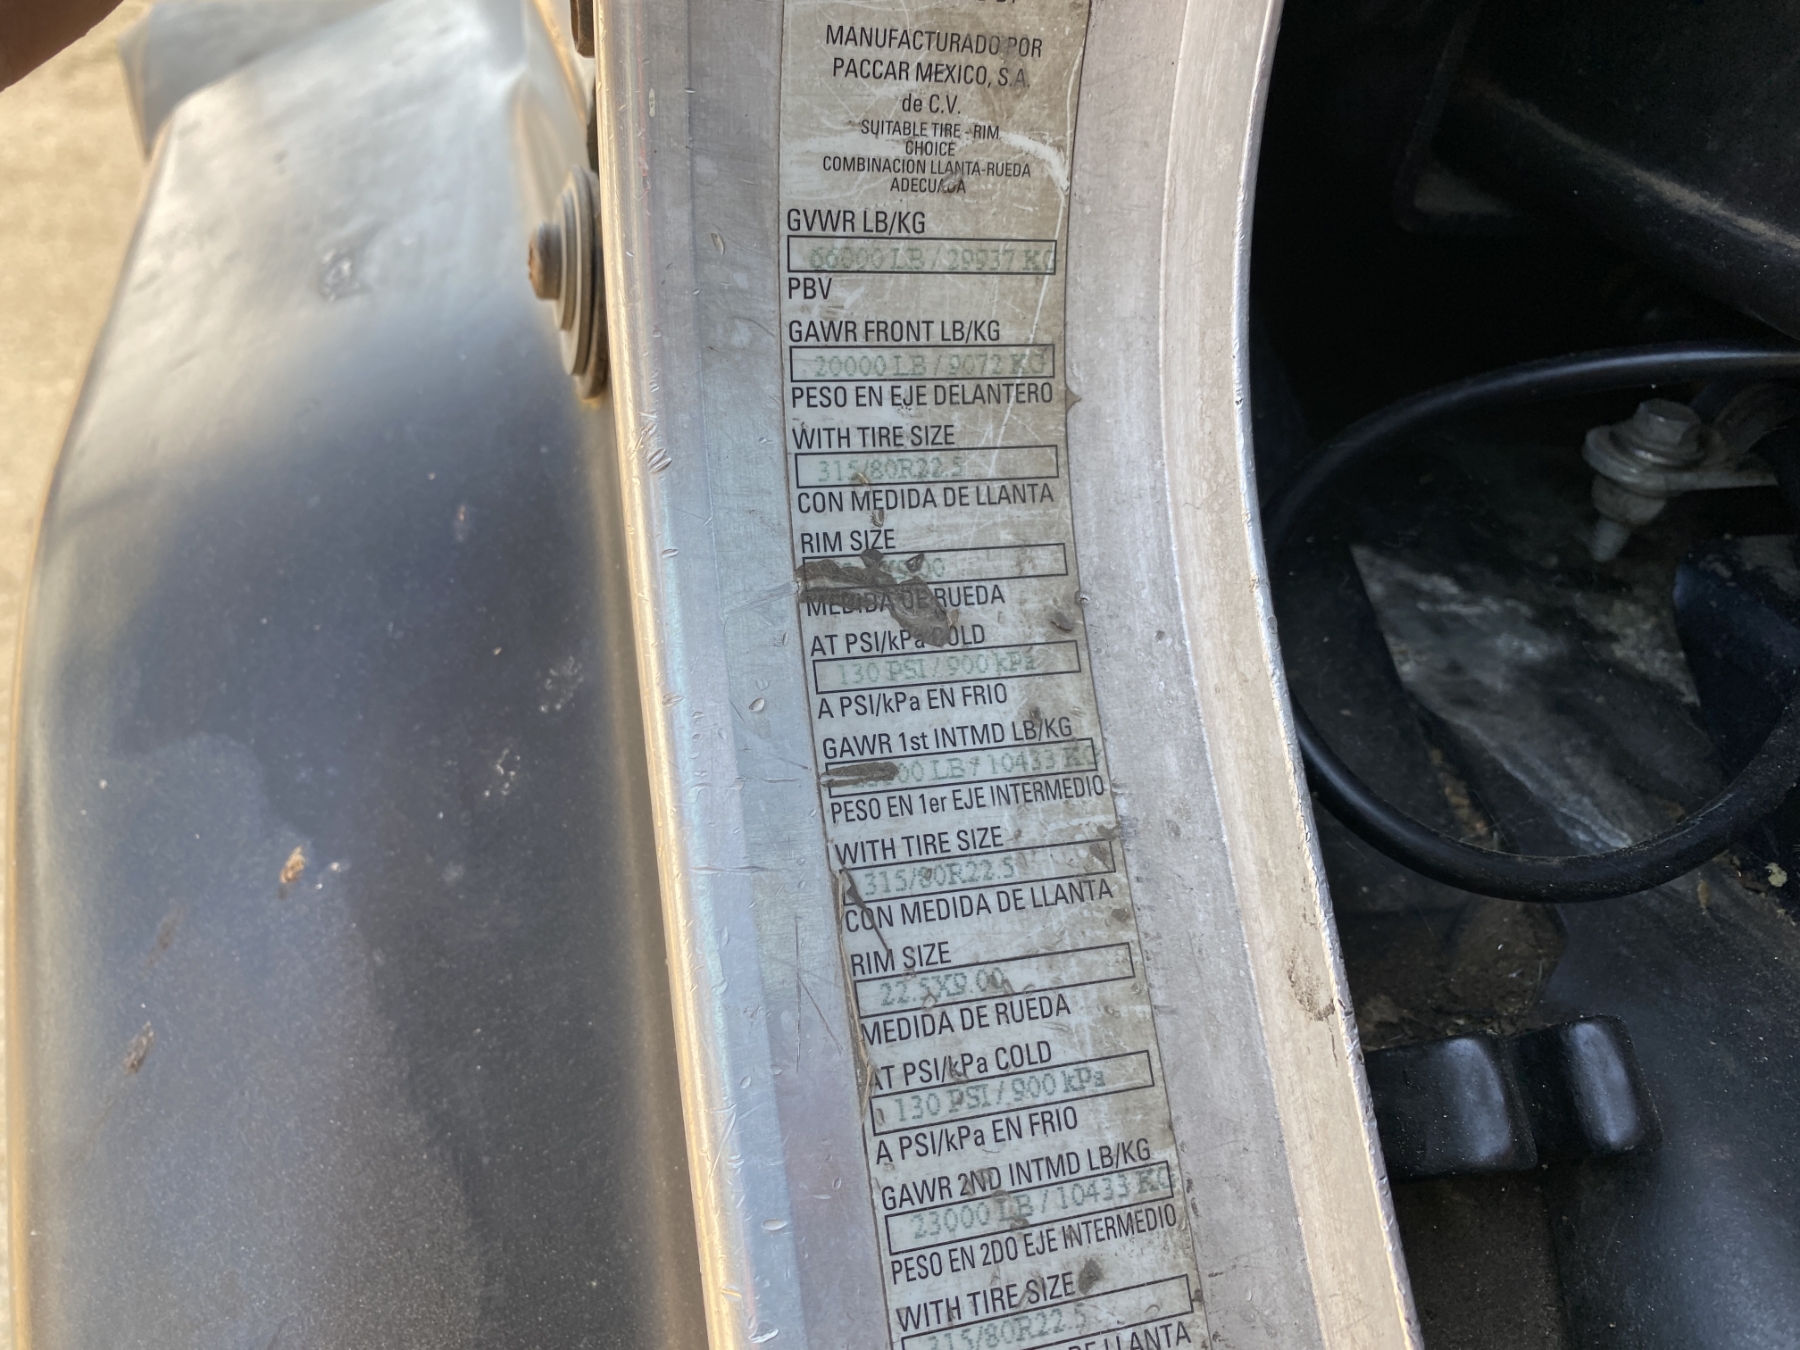 MANUFACTURADO POR
PACCAR MEXICO, S.A.
de C.V.
SUITABLE TIRE - RIM
CHOICE
COMBINACION LLANTA-RUEDA
ADECUADA
GVWR LB/KG
66000 LB / 29937 KG
PBV
GAWR FRONT LB/KG
20000 LB / 9072 KG
PESO EN EJE DELANTERO
WITH TIRE SIZE
315/80R22.5
CON MEDIDA DE LLANTA
RIM SIZE
MEDIDA DE RUEDA
AT PSI/kPa COLD
130 PSI / 900 kPa
A PSI/kPa EN FRIO
GAWR 1st INTMD LB/KG
LB / 10433 KG
PESO EN 1er EJE INTERMEDIO
WITH TIRE SIZE
315/80R22.5
CON MEDIDA DE LLANTA
RIM SIZE
22.5X9.00
MEDIDA DE RUEDA
AT PSI/kPa COLD
130 PSI / 900 kPa
A PSI/kPa EN FRIO
GAWR 2ND INTMD LB/KG
23000 LB / 10433 KG
PESO EN 2DO EJE INTERMEDIO
WITH TIRE SIZE
315/80R22.5
DE LLANTA